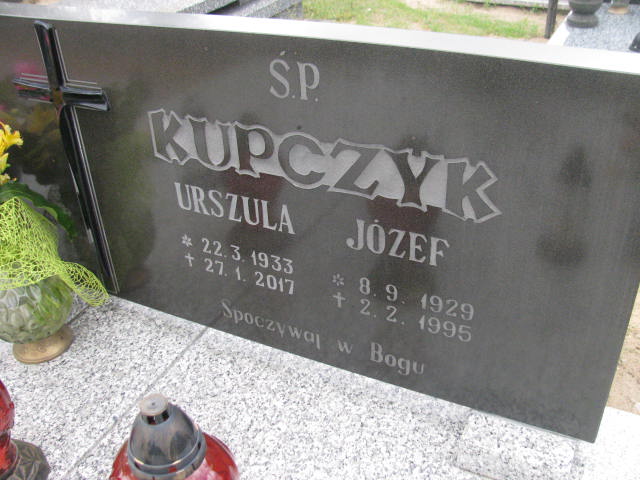 Ś.P.
KUPCZYK
URSZULA
* 22.3.1933
† 27.1.2017
JÓZEF
* 8.9.1929
† 2.2.1995
Spoczywaj w Bogu